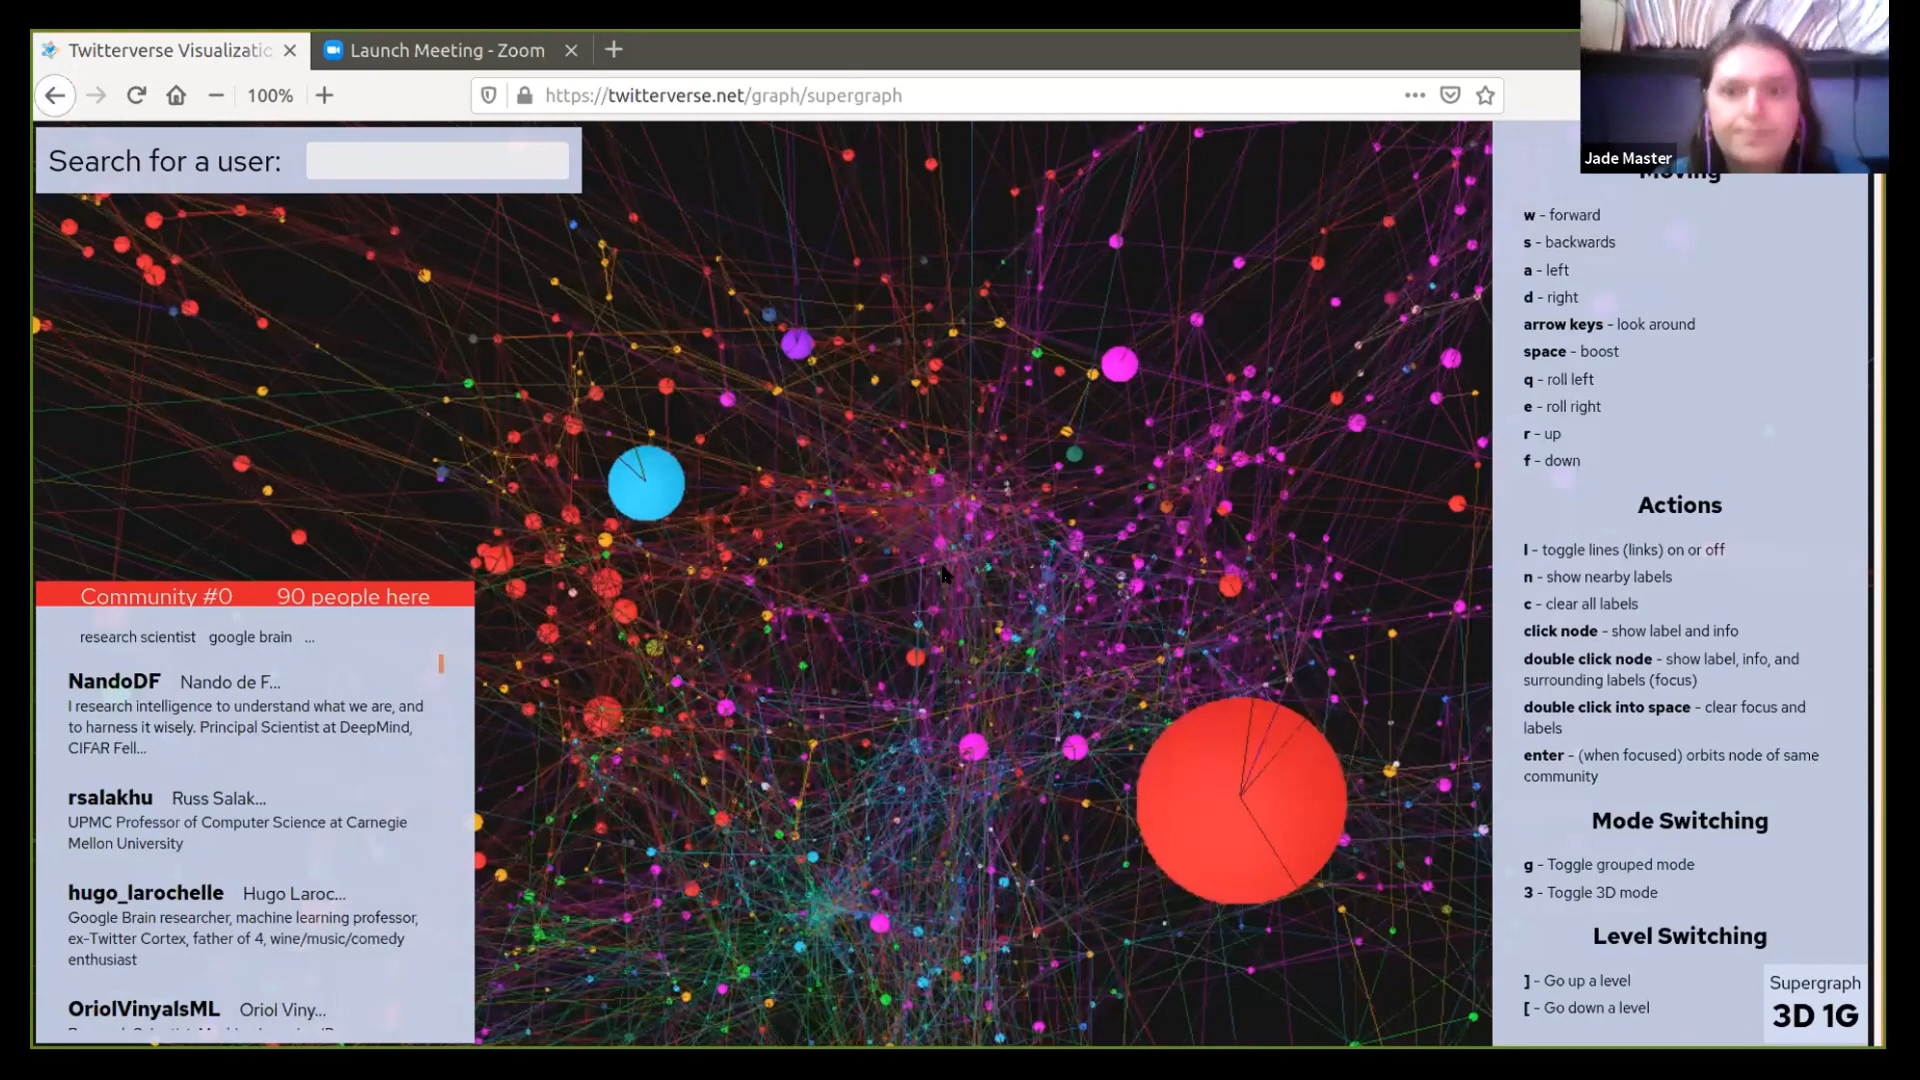 Twitterverse Visualizatio
Launch Meeting - Zoom
100%
https://twitterverse.net/graph/supergraph
Jade Master
Search for a user:
Moving
w - forward
s - backwards
a - left
d - right
arrow keys - look around
space - boost
q - roll left
e - roll right
r - up
f - down
Actions
l - toggle lines (links) on or off
n - show nearby labels
c - clear all labels
click node - show label and info
double click node - show label, info, and
surrounding labels (focus)
double click into space - clear focus and
labels
enter - (when focused) orbits node of same
community
Mode Switching
g - Toggle grouped mode
3 - Toggle 3D mode
Level Switching
] - Go up a level
[ - Go down a level
Supergraph
3D 1G
Community #0 90 people here
research scientist google brain ...
NandoDF Nando de F...
I research intelligence to understand what we are, and
to harness it wisely. Principal Scientist at DeepMind,
CIFAR Fell...
rsalakhu Russ Salak...
UPMC Professor of Computer Science at Carnegie
Mellon University
hugo_larochelle Hugo Laroc...
Google Brain researcher, machine learning professor,
ex-Twitter Cortex, father of 4, wine/music/comedy
enthusiast
OriolVinyalsML Oriol Viny...